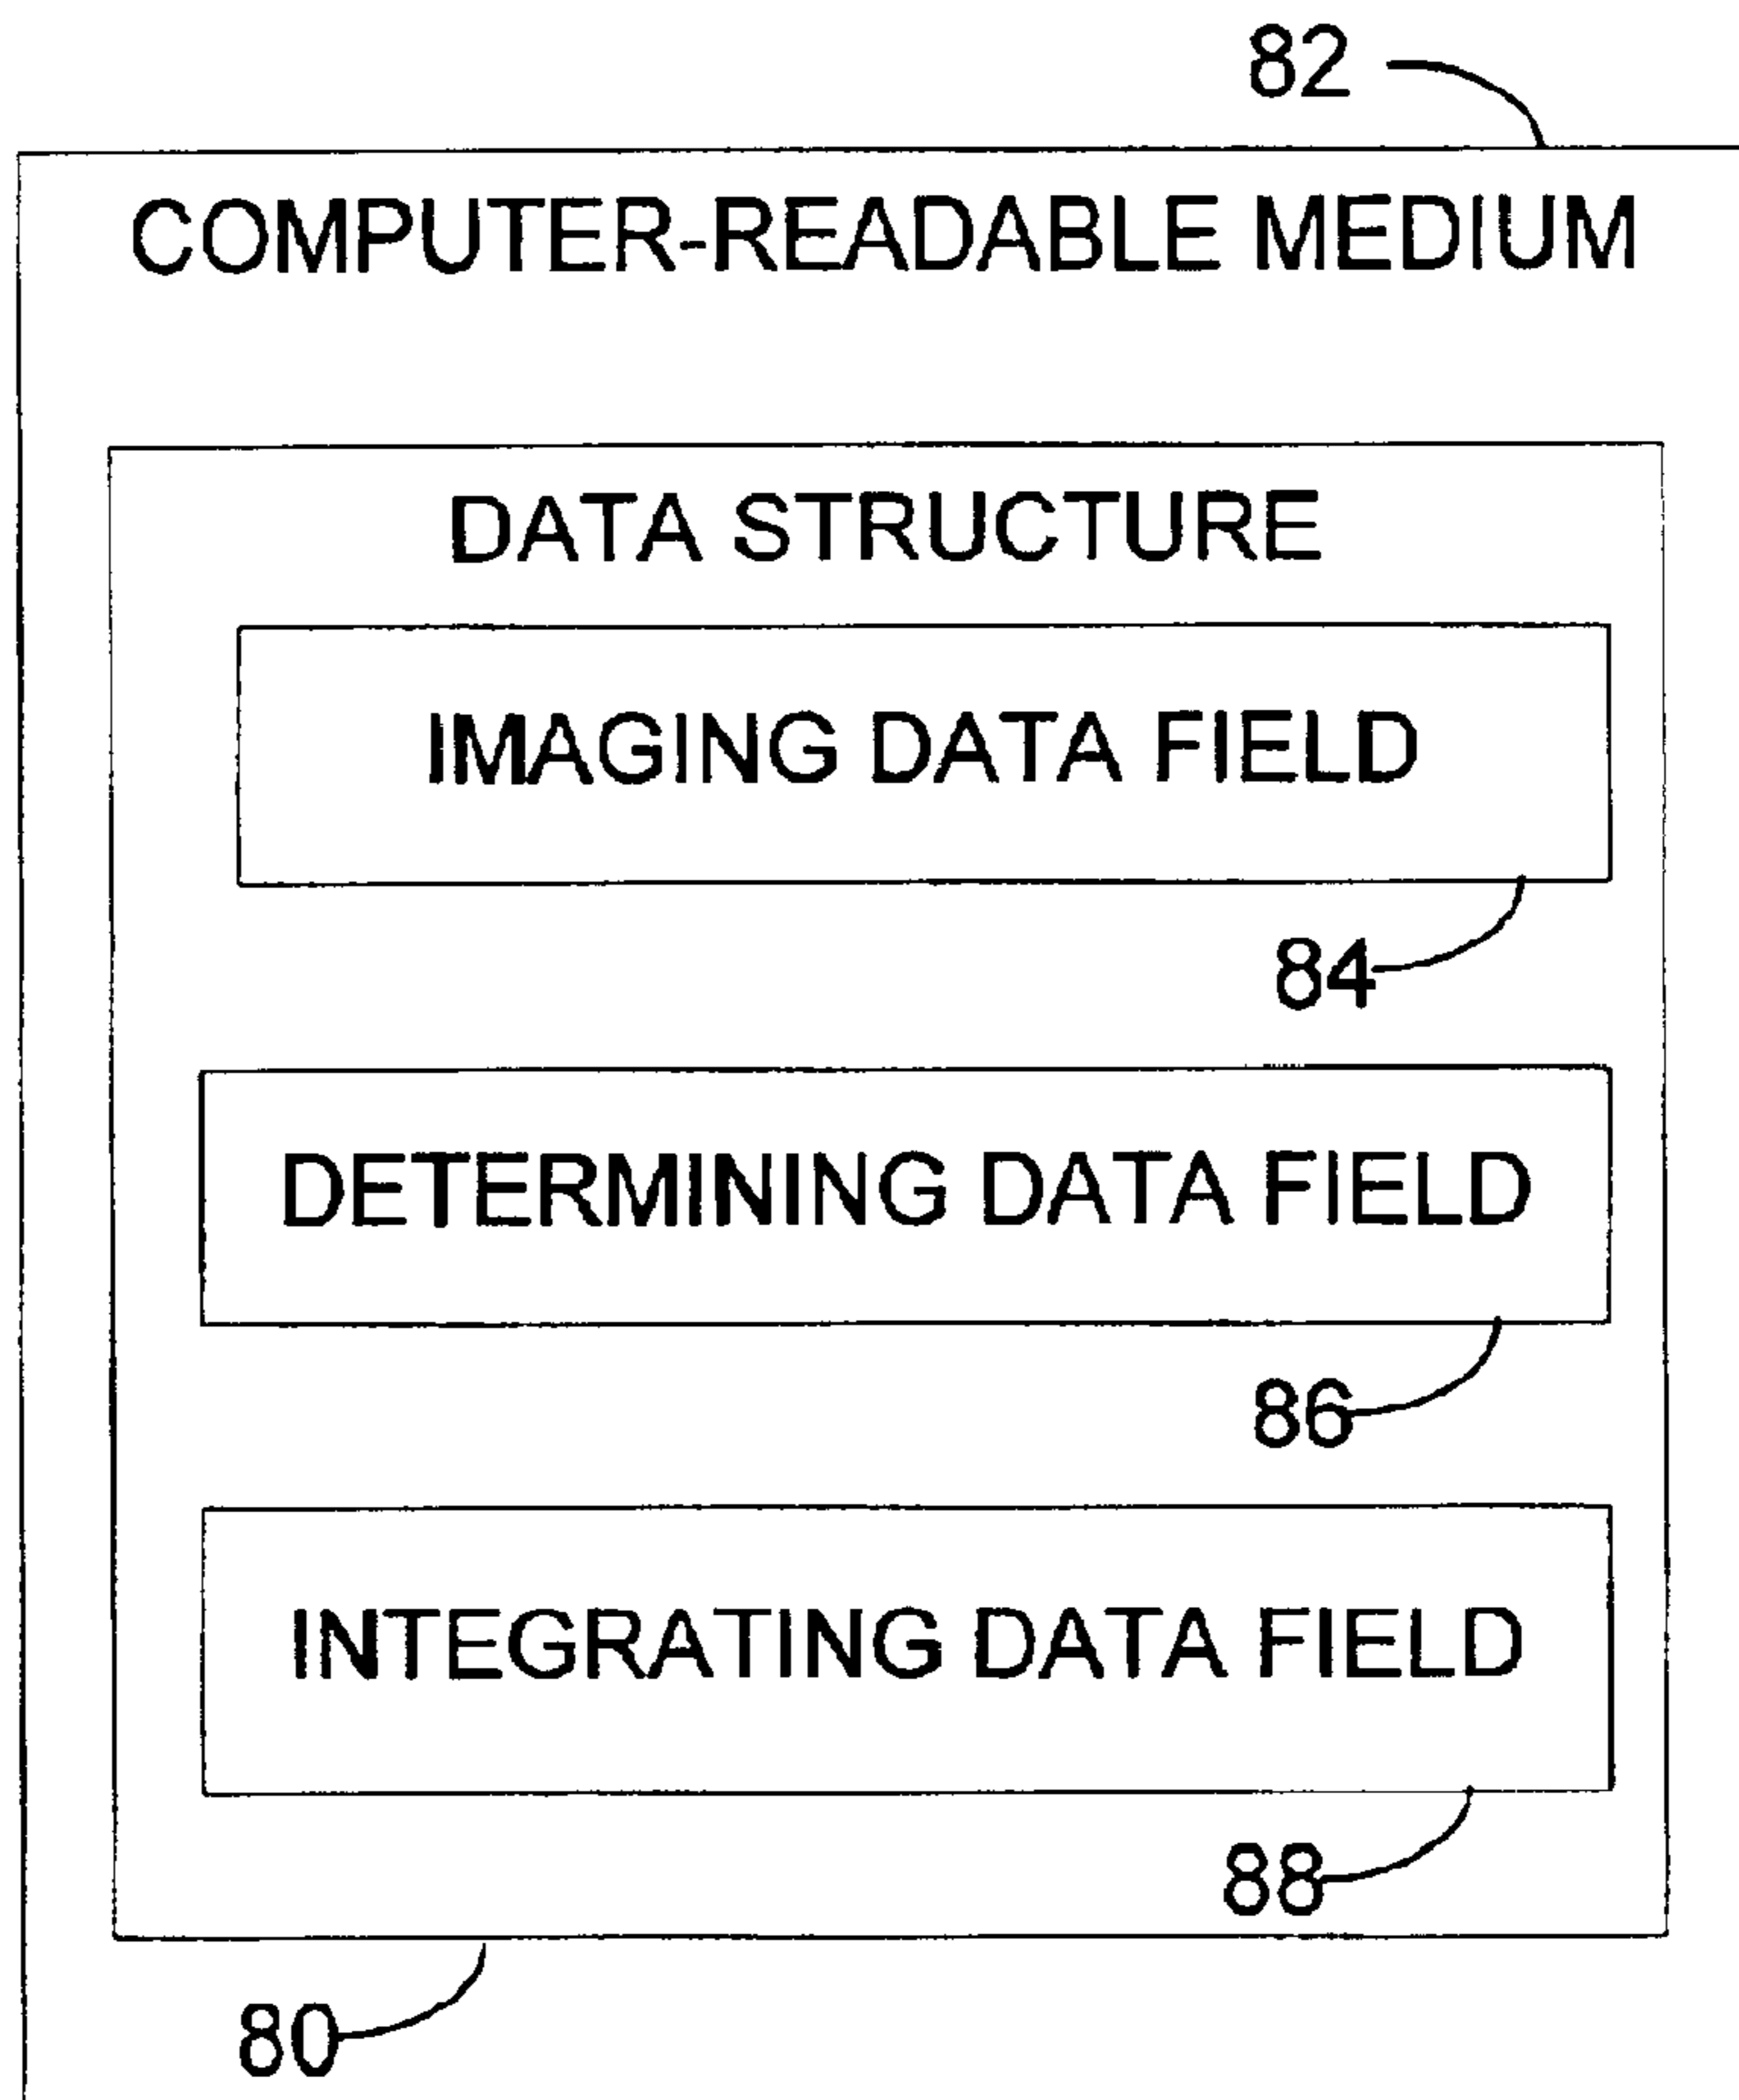 82
COMPUTER-READABLE MEDIUM
DATA STRUCTURE
IMAGING DATA FIELD
84
DETERMINING DATA FIELD
86
INTEGRATING DATA FIELD
88
80